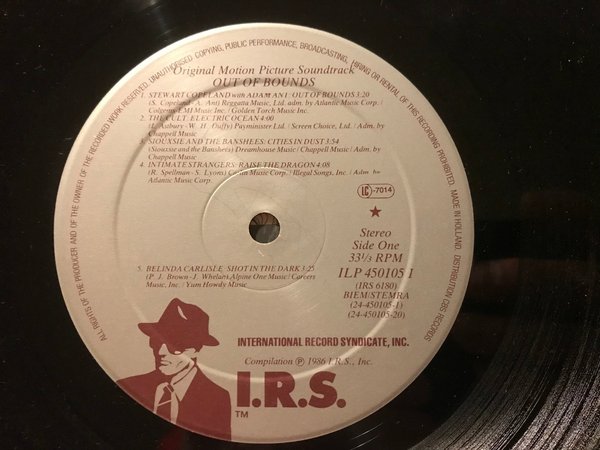 ALL RIGHTS OF THE PRODUCER AND OF THE OWNER OF THE RECORDED WORK RESERVED. UNAUTHORISED COPYING, PUBLIC PERFORMANCE, BROADCASTING, HIRING OR RENTAL OF THIS RECORDING PROHIBITED. MADE IN HOLLAND. DISTRIBUTION CBS RECORDS
Original Motion Picture Soundtrack
OUT OF BOUNDS
1. STEWART COPELAND with ADAM ANT: OUT OF BOUNDS 3:20
(S. Copeland/A. Ant) Reggatta Music, Ltd. adm. by Atlantic Music Corp./
Colgems EMI Music Inc./Golden Torch Music Inc.
2. THE CULT: ELECTRIC OCEAN 4:00
(I. Astbury - W. H. Duffy) Payminister Ltd./Screen Choice, Ltd./Adm. by
Chappell Music
3. SIOUXSIE AND THE BANSHEES: CITIES IN DUST 3:54
(Siouxsie and the Banshees) Dreamhouse Music/Chappell Music/Adm. by
Chappell Music
4. INTIMATE STRANGERS: RAISE THE DRAGON 4:08
(R. Spellman - S. Lyons) Music Corp./Illegal Songs, Inc./Adm. by
Atlantic Music Corp.
LC -7014
★
Stereo
Side One
33 1/3 RPM
5. BELINDA CARLISLE: SHOT IN THE DARK 3:25
(P. J. Brown - J. Whelan) Alpine One Music/Careers
Music, Inc./Yum Howdy Music
ILP 450105 1
(IRS 6180)
BIEM/STEMRA
(24-450105-1)
(24-450105-20)
INTERNATIONAL RECORD SYNDICATE, INC.
Compilation ℗ 1986 I.R.S., Inc.
I.R.S.
TM